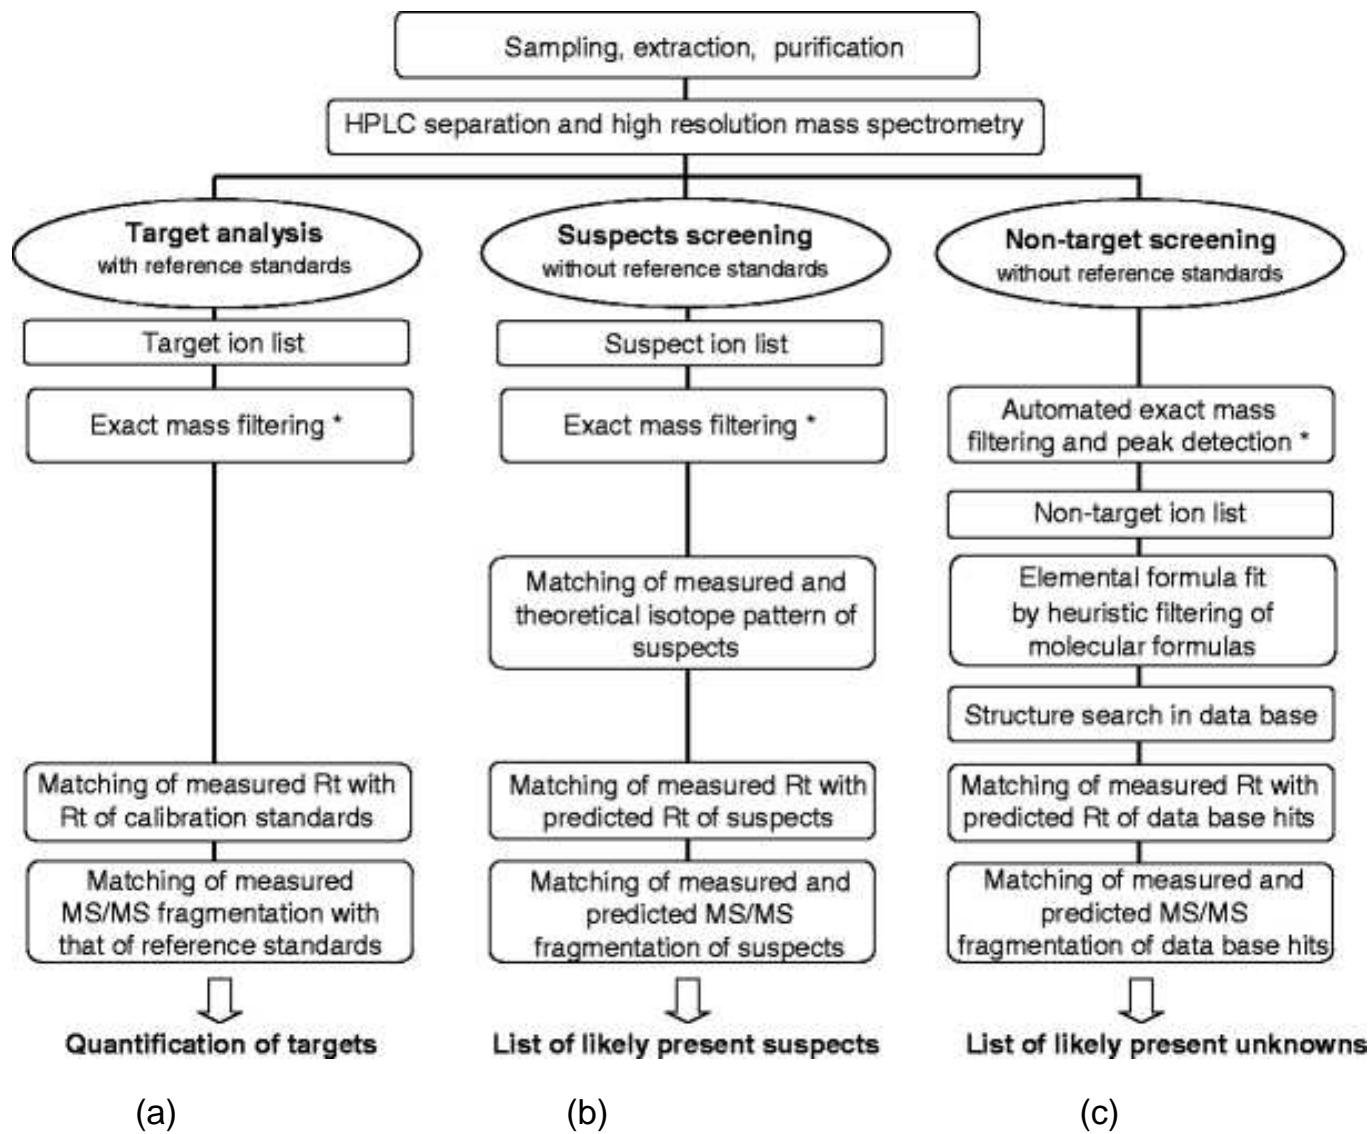 Sampling, extraction, purification
HPLC separation and high resolution mass spectrometry
Target analysis
with reference standards
Target ion list
Exact mass filtering *
Matching of measured Rt with
Rt of calibration standards
Matching of measured
MS/MS fragmentation with
that of reference standards
Quantification of targets
(a)
Suspects screening
without reference standards
Suspect ion list
Exact mass filtering *
Matching of measured and
theoretical isotope pattern of
suspects
Matching of measured Rt with
predicted Rt of suspects
Matching of measured and
predicted MS/MS
fragmentation of suspects
List of likely present suspects
(b)
Non-target screening
without reference standards
Automated exact mass
filtering and peak detection *
Non-target ion list
Elemental formula fit
by heuristic filtering of
molecular formulas
Structure search in data base
Matching of measured Rt with
predicted Rt of data base hits
Matching of measured and
predicted MS/MS
fragmentation of data base hits
List of likely present unknowns
(c)